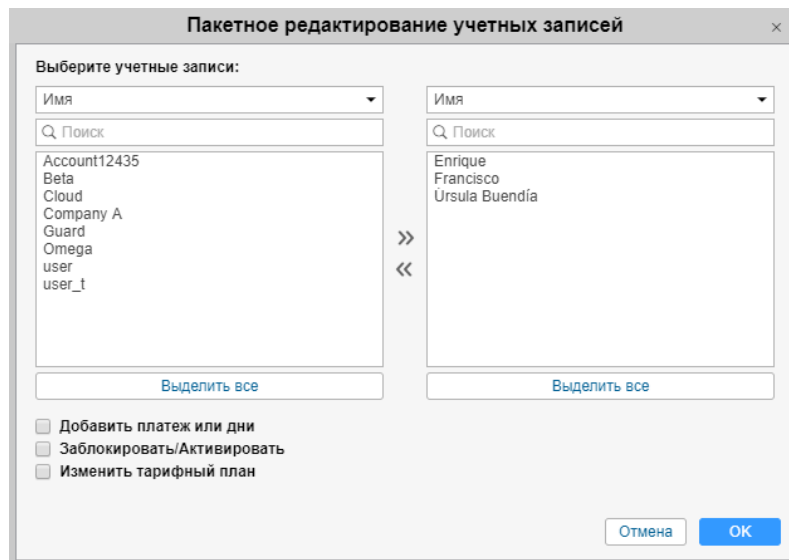 Пакетное редактирование учетных записей
Выберите учетные записи:
Имя
Поиск
Account12435
Beta
Cloud
Company A
Guard
Omega
user
user_t
Выделить все
Имя
Поиск
Enrique
Francisco
Úrsula Buendía
Выделить все
Добавить платеж или дни
Заблокировать/Активировать
Изменить тарифный план
Отмена
OK